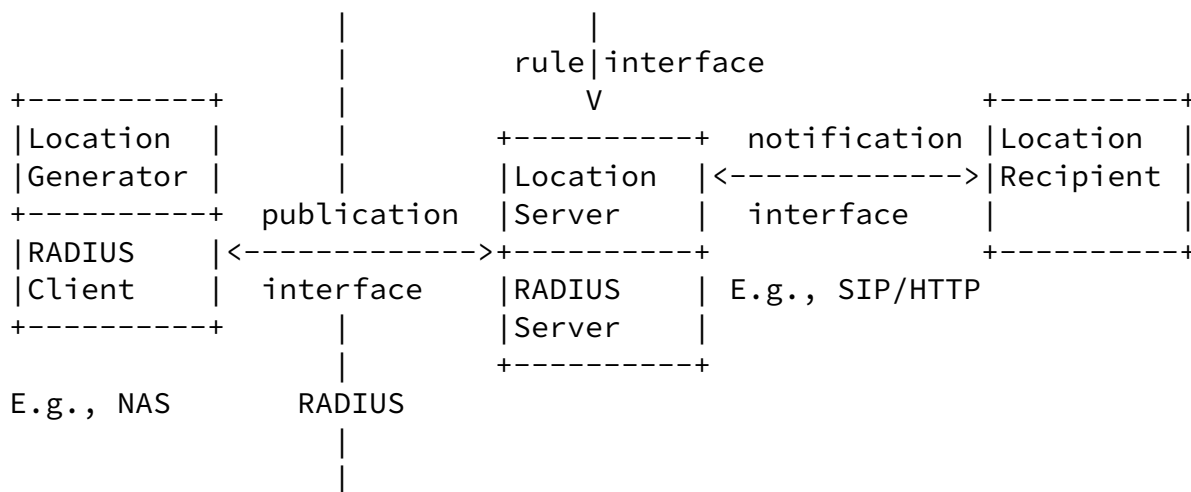 rule|interface
V
|Location | notification |Location |
|Generator | |Location |<------------->|Recipient |
publication |Server | interface
|RADIUS |<------------->
|Client | interface |RADIUS | E.g., SIP/HTTP
|Server |
E.g., NAS RADIUS